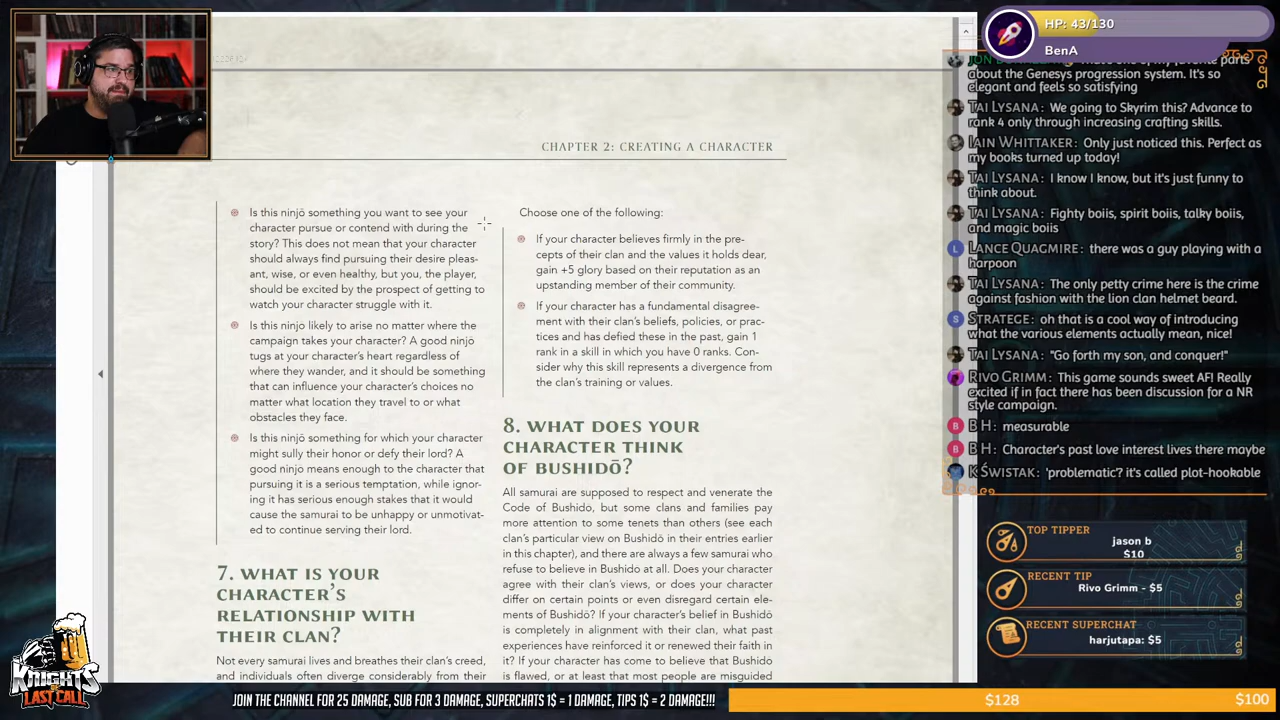 CHAPTER 2: CREATING A CHARACTER
Is this ninjō something you want to see your
character pursue or contend with during the
story? This does not mean that your character
should always find pursuing their desire pleas-
ant, wise, or even healthy, but you, the player,
should be excited by the prospect of getting to
watch your character struggle with it.
Is this ninjō likely to arise no matter where the
campaign takes your character? A good ninjō
tugs at your character's heart regardless of
where they wander, and it should be something
that can influence your character's choices no
matter what location they travel to or what
obstacles they face.
Is this ninjō something for which your character
might sully their honor or defy their lord? A
good ninjō means enough to the character that
pursuing it is a serious temptation, while ignor-
ing it has serious enough stakes that it would
cause the samurai to be unhappy or unmotivat-
ed to continue serving their lord.
7. WHAT IS YOUR
CHARACTER'S
RELATIONSHIP WITH
THEIR CLAN?
Not every samurai lives and breathes their clan's creed,
and individuals often diverge considerably from their
Choose one of the following:
If your character believes firmly in the pre-
cepts of their clan and the values it holds dear,
gain +5 glory based on their reputation as an
upstanding member of their community.
If your character has a fundamental disagree-
ment with their clan's beliefs, policies, or prac-
tices and has defied these in the past, gain 1
rank in a skill in which you have 0 ranks. Con-
sider why this skill represents a divergence from
the clan's training or values.
8. WHAT DOES YOUR
CHARACTER THINK
OF BUSHIDŌ?
All samurai are supposed to respect and venerate the
Code of Bushidō, but some clans and families pay
more attention to some tenets than others (see each
clan's particular view on Bushidō in their entries earlier
in this chapter), and there are always a few samurai who
refuse to believe in Bushidō at all. Does your character
agree with their clan's views, or does your character
differ on certain points or even disregard certain ele-
ments of Bushidō? If your character's belief in Bushidō
is completely in alignment with their clan, what past
experiences have reinforced it or renewed their faith in
it? If your character has come to believe that Bushidō
is flawed, or at least that most people are misguided
HP: 43/130
BenA
about the Genesys progression system. It's so
elegant and feels so satisfying
TAI LYSANA: We going to Skyrim this? Advance to
rank 4 only through increasing crafting skills.
IAIN WHITTAKER: Only just noticed this. Perfect as
my books turned up today!
TAI LYSANA: I know I know, but it's just funny to
think about.
TAI LYSANA: Fighty boiis, spirit boiis, talky boiis,
and magic boiis
LANCE QUAGMIRE: there was a guy playing with a
harpoon
TAI LYSANA: The only petty crime here is the crime
against fashion with the lion clan helmet beard.
STRATEGE: oh that is a cool way of introducing
what the various elements actually mean, nice!
TAI LYSANA: "Go forth my son, and conquer!"
RIVO GRIMM: This game sounds sweet AF! Really
excited if in fact there has been discussion for a NR
style campaign.
B H: measurable
B H: Character's past love interest lives there maybe
K ŚWISTAK: 'problematic'? it's called plot-hookable
TOP TIPPER
jason b
$10
RECENT TIP
Rivo Grimm - $5
RECENT SUPERCHAT
harjutapa: $5
KNIGHTS
OF
LAST CALL
JOIN THE CHANNEL FOR 25 DAMAGE, SUB FOR 3 DAMAGE, SUPERCHATS 1$ = 1 DAMAGE, TIPS 1$ = 2 DAMAGE!!!
$128
$100